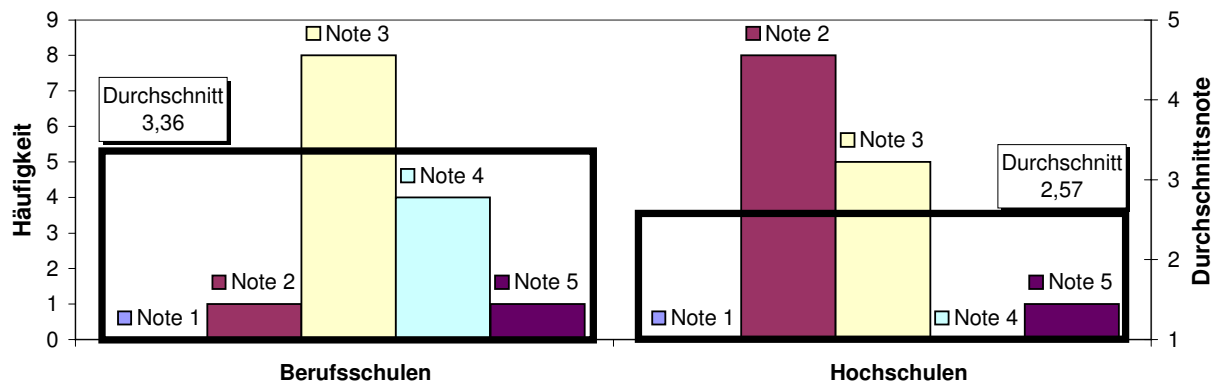 9
8
7
6
5
4
3
2
1
0
Häufigkeit
Durchschnitt
3,36
Note 1
Note 2
Note 3
Note 4
Note 5
Berufsschulen
Note 1
Note 2
Note 3
Note 4
Note 5
Durchschnitt
2,57
Hochschulen
5
4
3
2
1
Durchschnittsnote